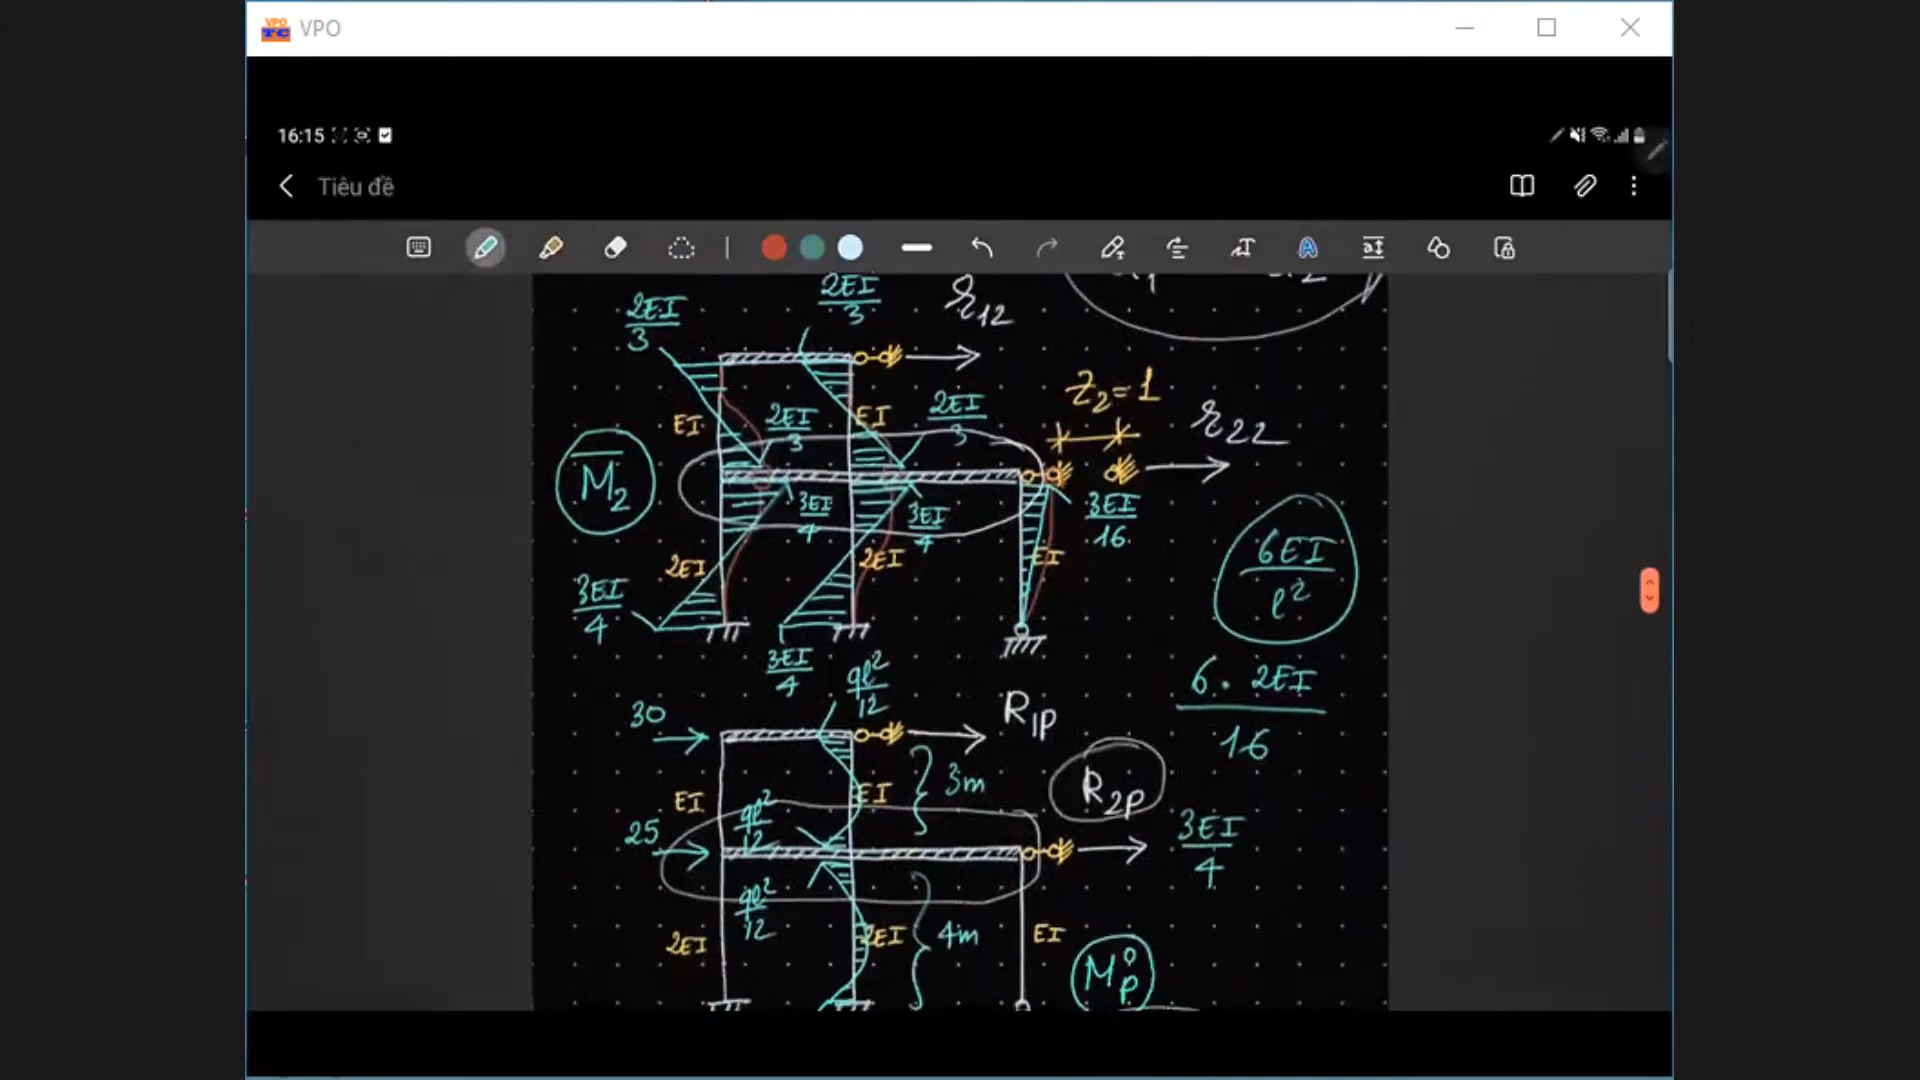 VPO
TC
VPO
16:15
Tiêu đề
2EI/3
2EI/3
r12
Z2=1
r22
EI
2EI/3
EI
2EI/3
M̅2
3EI/4
3EI/4
3EI/16
6EI/l²
2EI
2EI
EI
3EI/4
3EI/4
6. 2EI/16
ql²/12
30
R1P
EI
EI
3m
R2P
ql²/12
25
3EI/4
ql²/12
2EI
2EI
4m
EI
M°P